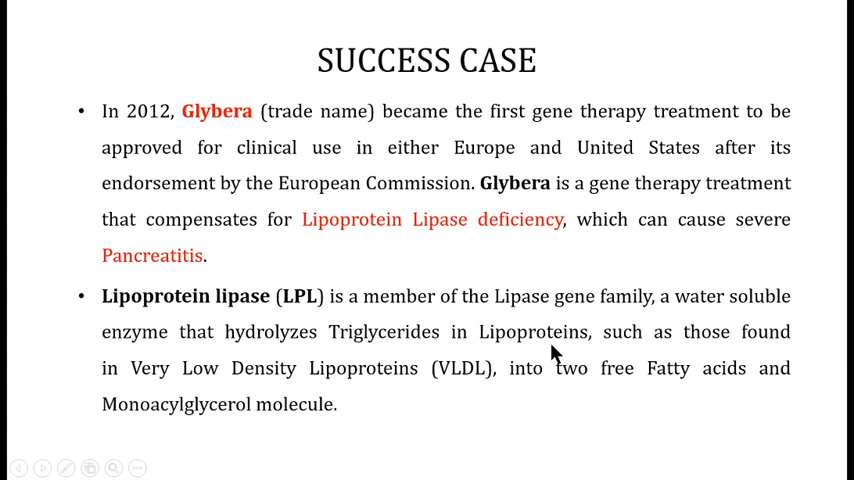 SUCCESS CASE
• In 2012, Glybera (trade name) became the first gene therapy treatment to be
approved for clinical use in either Europe and United States after its
endorsement by the European Commission. Glybera is a gene therapy treatment
that compensates for Lipoprotein Lipase deficiency, which can cause severe
Pancreatitis.
• Lipoprotein lipase (LPL) is a member of the Lipase gene family, a water soluble
enzyme that hydrolyzes Triglycerides in Lipoproteins, such as those found
in Very Low Density Lipoproteins (VLDL), into two free Fatty acids and
Monoacylglycerol molecule.